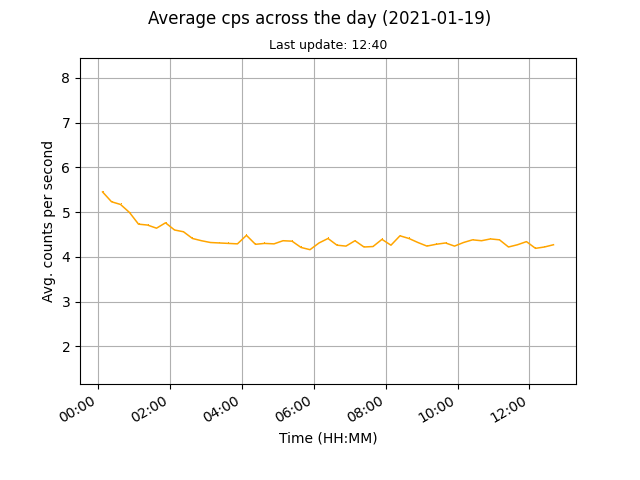 Average cps across the day (2021-01-19)
Last update: 12:40
8
7
6
5
4
3
2
Avg. counts per second
00:00 02:00 04:00 06:00 08:00 10:00 12:00
Time (HH:MM)